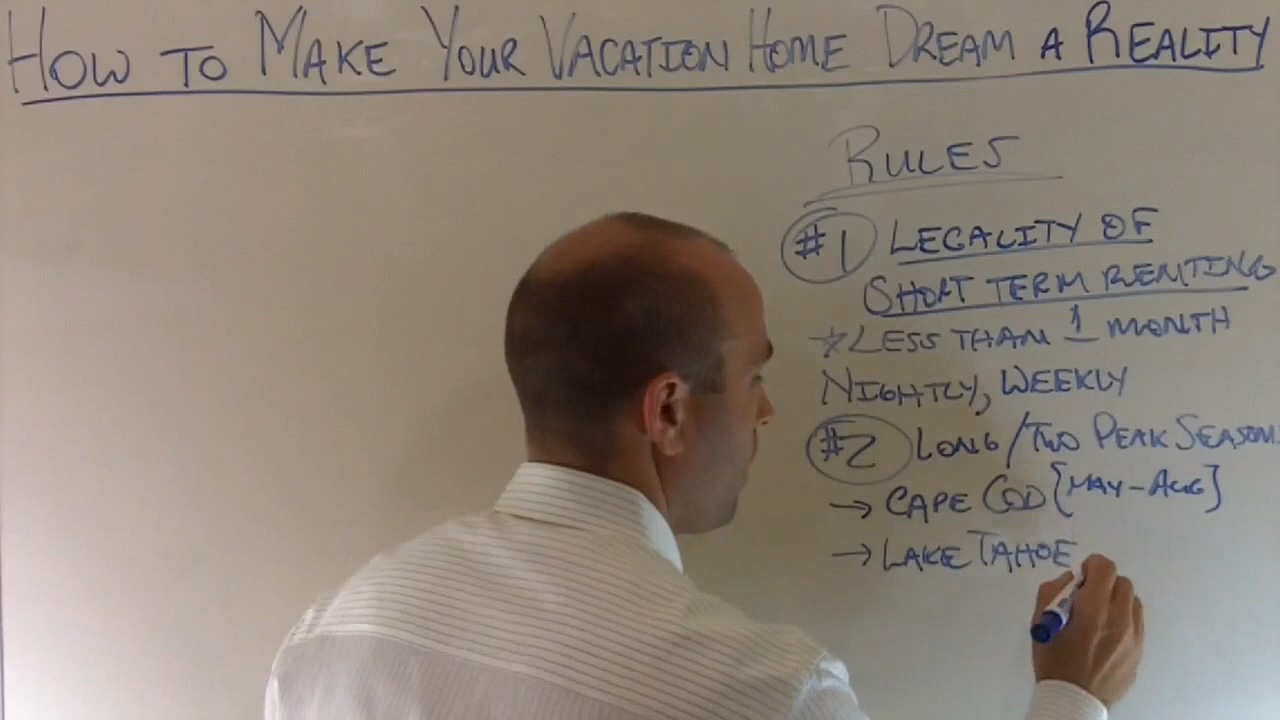 HOW TO MAKE YOUR VACATION HOME DREAM A REALITY
RULES
#1 LEGALITY OF
SHORT TERM RENTING
*LESS THAN 1 MONTH
NIGHTLY, WEEKLY
#2 LONG/TWO PEAK SEASON
→ CAPE COD [MAY-AUG]
→ LAKE TAHOE